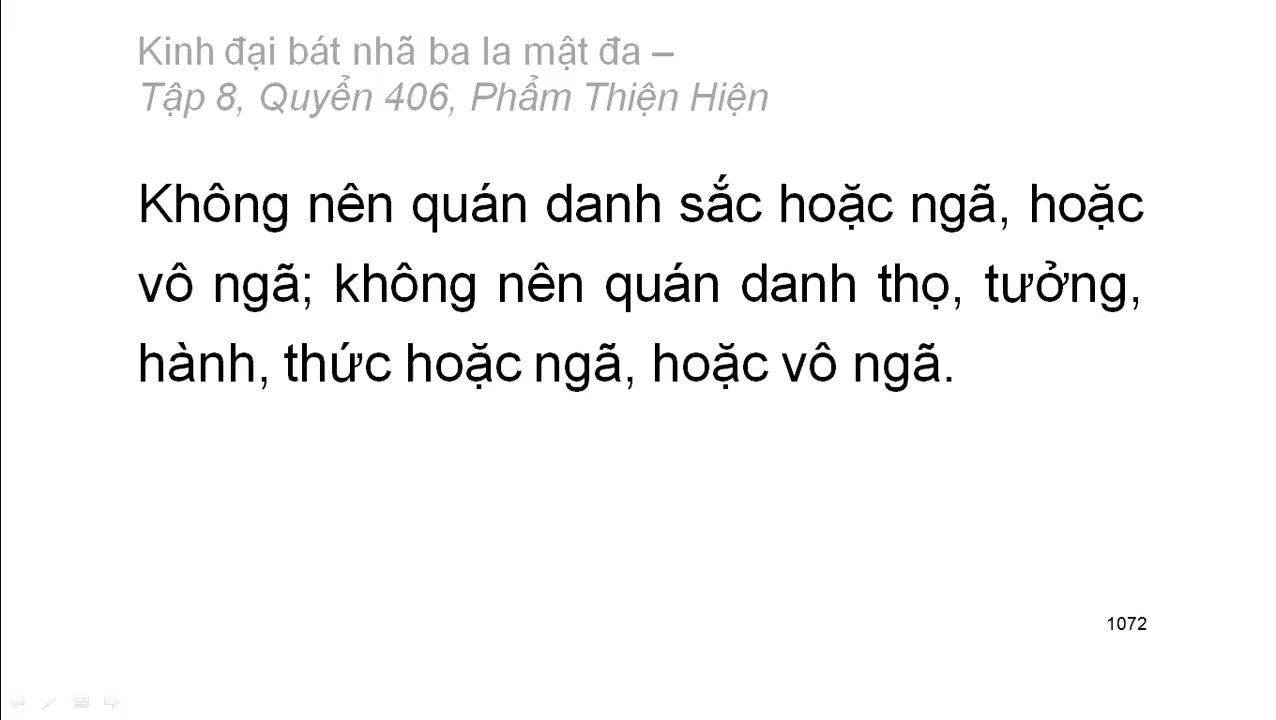 Kinh đại bát nhã ba la mật đa –
Tập 8, Quyển 406, Phẩm Thiện Hiện
Không nên quán danh sắc hoặc ngã, hoặc
vô ngã; không nên quán danh thọ, tưởng,
hành, thức hoặc ngã, hoặc vô ngã.
1072